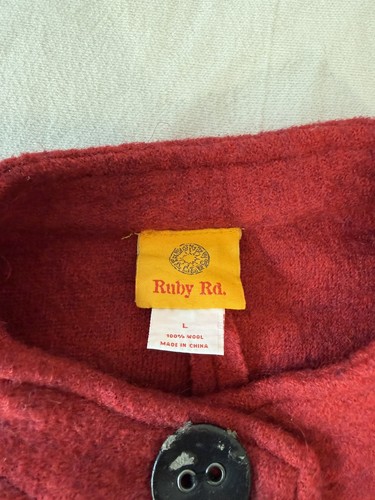 Ruby Rd.
L
100% WOOL
MADE IN CHINA